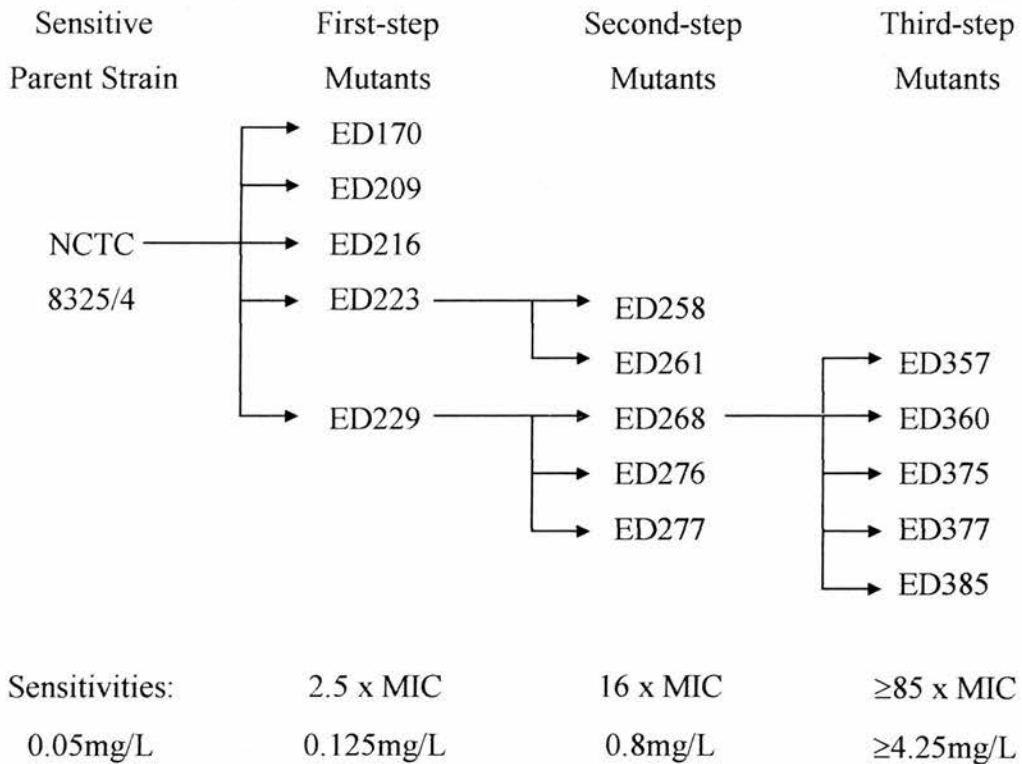 Sensitive First-step Second-step Third-step
Parent Strain Mutants Mutants Mutants
ED170
ED209
NCTC ED216
8325/4 ED223 ED258
ED261 ED357
ED229 ED268 ED360
ED276 ED375
ED277 ED377
ED385
Sensitivities: 2.5 x MIC 16 x MIC ≥85 x MIC
0.05mg/L 0.125mg/L 0.8mg/L ≥4.25mg/L